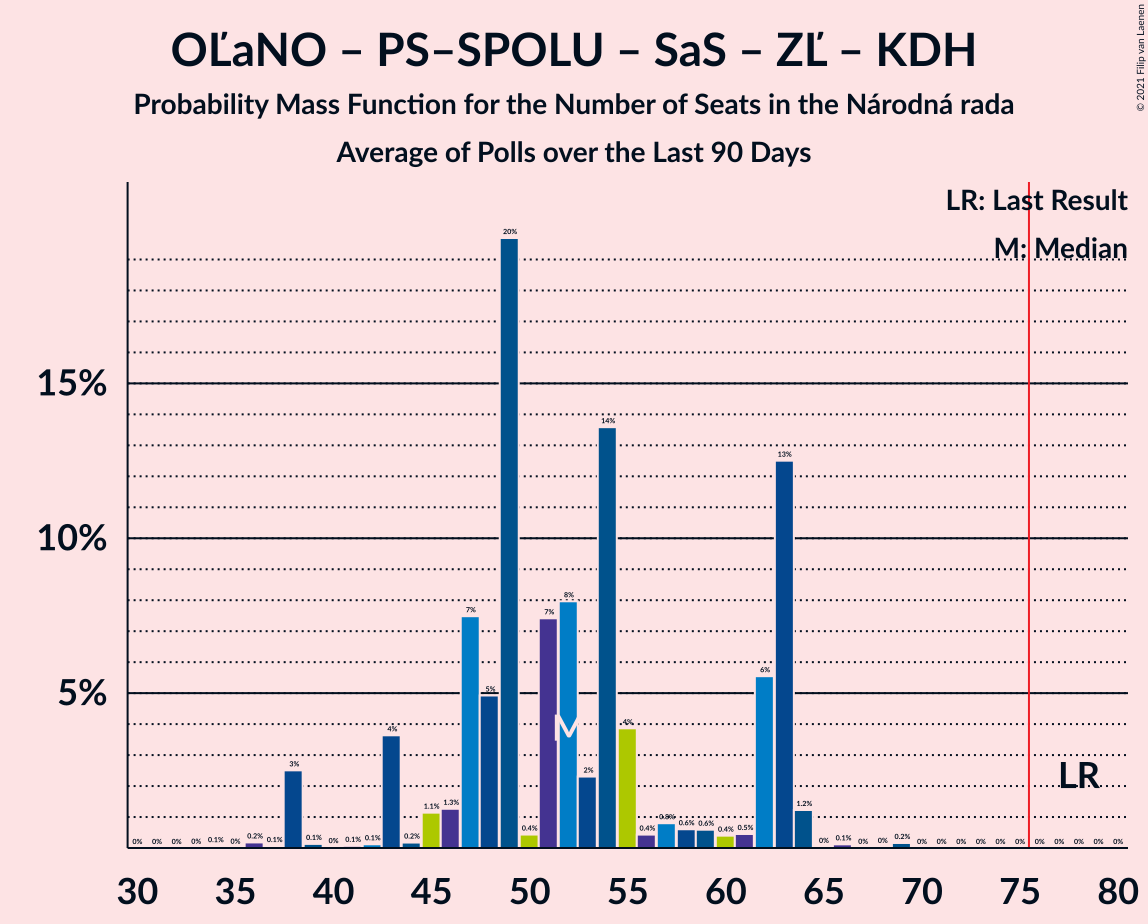 OĽaNO – PS–SPOLU – SaS – ZĽ – KDH
Probability Mass Function for the Number of Seats in the Národná rada
Average of Polls over the Last 90 Days
© 2021 Filip van Laenen
LR: Last Result
M: Median
15%
10%
5%
0% 0% 0% 0% 0.1% 0% 0.2% 0.1% 3% 0.1% 0% 0.1% 0.1% 4% 0.2% 1.1% 1.3% 7% 5% 20% 0.4% 7% 8% 2% 14% 4% 0.4% 0.8% 0.6% 0.6% 0.4% 0.5% 6% 13% 1.2% 0% 0.1% 0% 0% 0.2% 0% 0% 0% 0% 0% 0% 0% 0% 0% 0% 0%
M
LR
30 35 40 45 50 55 60 65 70 75 80